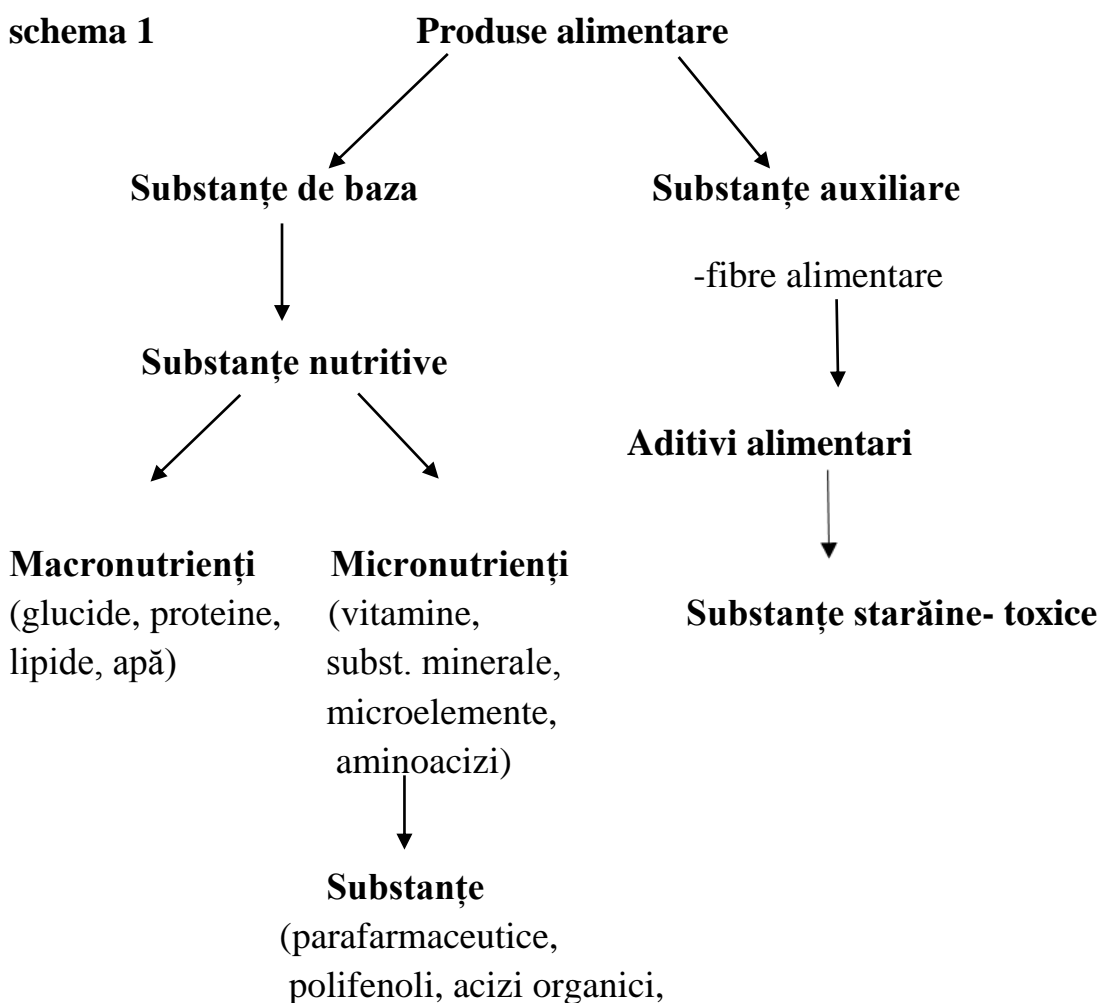 schema 1 Produse alimentare
Substanțe de baza Substanțe auxiliare
-fibre alimentare
Substanțe nutritive
Aditivi alimentari
Macronutrienți Micronutrienți
(glucide, proteine, (vitamine, Substanțe starăine- toxice
lipide, apă) subst. minerale,
microelemente,
aminoacizi)
Substanțe
(parafarmaceutice,
polifenoli, acizi organici,